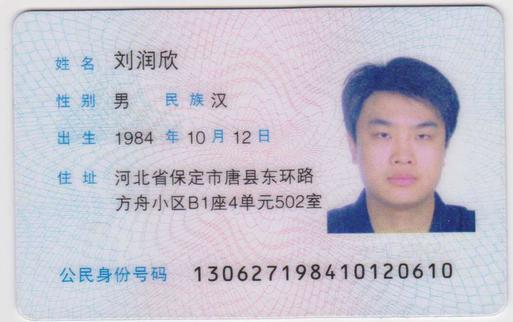 姓名 刘润欣
性别 男 民族 汉
出生 1984 年 10 月 12 日
住址 河北省保定市唐县东环路
方舟小区B1座4单元502室
公民身份号码 130627198410120610